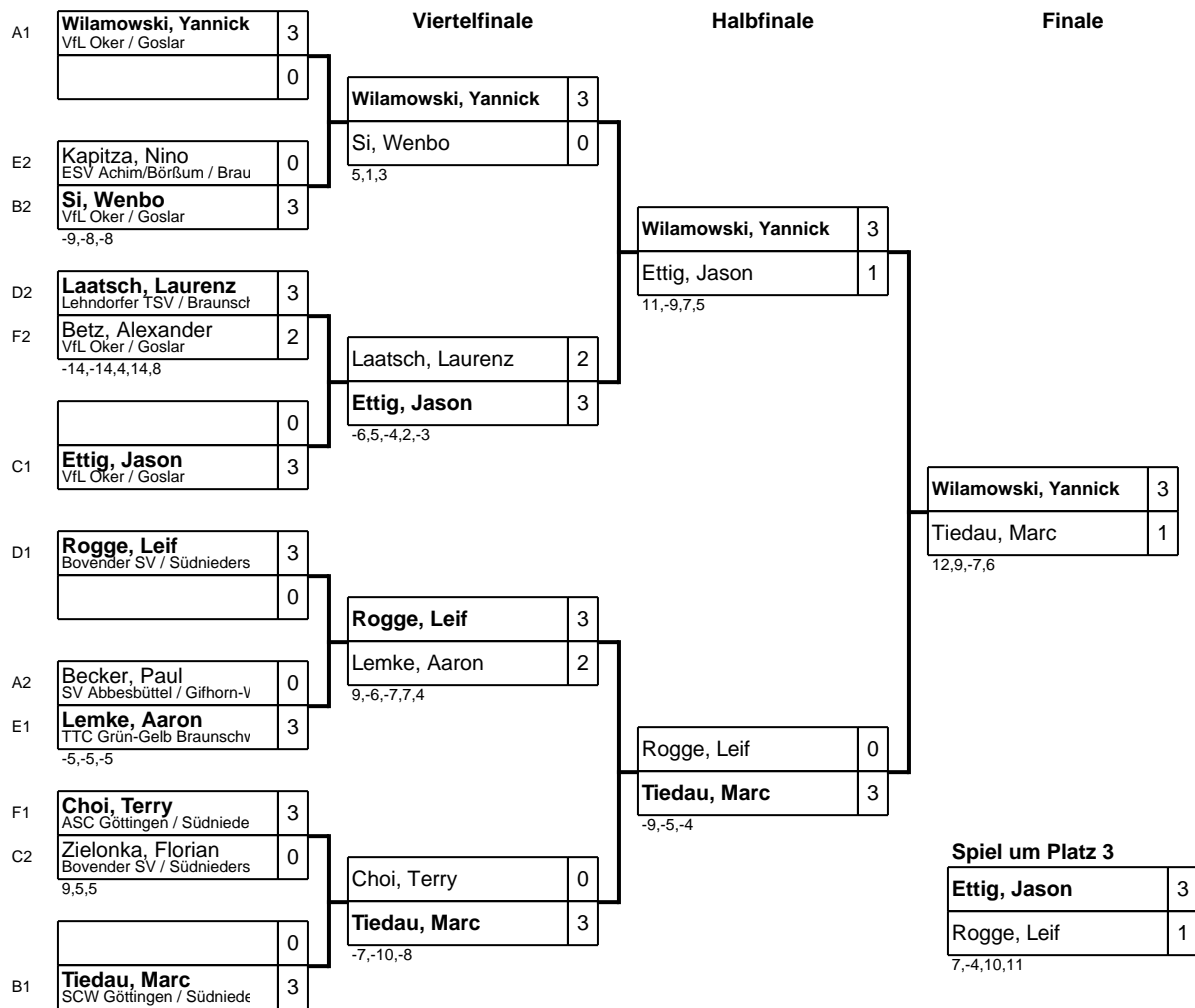 Viertelfinale
Halbfinale
Finale
A1
Wilamowski, Yannick
VfL Oker / Goslar
3
0
E2
Kapitza, Nino
ESV Achim/Börßum / Brau
0
B2
Si, Wenbo
VfL Oker / Goslar
3
-9,-8,-8
D2
Laatsch, Laurenz
Lehndorfer TSV / Braunsch
3
F2
Betz, Alexander
VfL Oker / Goslar
2
-14,-14,4,14,8
0
C1
Ettig, Jason
VfL Oker / Goslar
3
D1
Rogge, Leif
Bovender SV / Südnieders
3
0
A2
Becker, Paul
SV Abbesbüttel / Gifhorn-W
0
E1
Lemke, Aaron
TTC Grün-Gelb Braunschw
3
-5,-5,-5
F1
Choi, Terry
ASC Göttingen / Südniede
3
C2
Zielonka, Florian
Bovender SV / Südnieders
0
9,5,5
0
B1
Tiedau, Marc
SCW Göttingen / Südniede
3
Wilamowski, Yannick 3
Si, Wenbo 0
5,1,3
Laatsch, Laurenz 2
Ettig, Jason 3
-6,5,-4,2,-3
Rogge, Leif 3
Lemke, Aaron 2
9,-6,-7,7,4
Choi, Terry 0
Tiedau, Marc 3
-7,-10,-8
Wilamowski, Yannick 3
Ettig, Jason 1
11,-9,7,5
Rogge, Leif 0
Tiedau, Marc 3
-9,-5,-4
Wilamowski, Yannick 3
Tiedau, Marc 1
12,9,-7,6
Spiel um Platz 3
Ettig, Jason 3
Rogge, Leif 1
7,-4,10,11